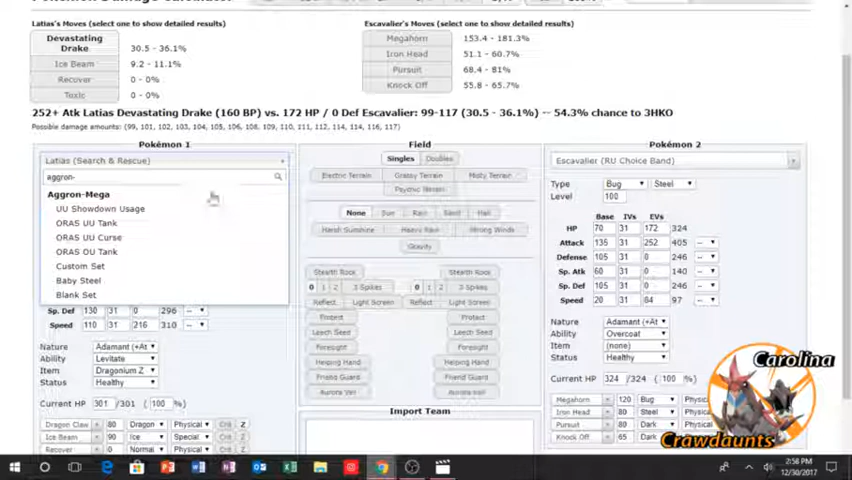 Latias's Moves (select one to show detailed results)
Escavalier's Moves (select one to show detailed results)
Devastating
Drake
30.5 - 36.1%
Ice Beam
9.2 - 11.1%
Recover
0 - 0%
Toxic
0 - 0%
Megahorn
153.4 - 181.3%
Iron Head
51.1 - 60.7%
Pursuit
68.4 - 81%
Knock Off
55.8 - 65.7%
252+ Atk Latias Devastating Drake (160 BP) vs. 172 HP / 0 Def Escavalier: 99-117 (30.5 - 36.1%) -- 54.3% chance to 3HKO
Possible damage amounts: (99, 101, 102, 103, 104, 105, 106, 108, 109, 110, 111, 112, 113, 114, 116, 117)
Pokémon 1
Latias (Search & Rescue)
aggron-
Aggron-Mega
UU Showdown Usage
ORAS UU Tank
ORAS UU Curse
ORAS OU Tank
Custom Set
Baby Steel
Blank Set
Sp. Def 130 31 0 296 --
Speed 110 31 216 310 --
Nature Adamant (+At
Ability Levitate
Item Dragonium Z
Status Healthy
Current HP 301 /301 ( 100 %)
Dragon Claw 80 Dragon Physical Crit Z
Ice Beam 90 Ice Special Crit Z
Recover 0 Normal
Field
Singles Doubles
Electric Terrain Grassy Terrain Misty Terrain
Psychic Terrain
None Sun Rain Sand Hail
Harsh Sunshine Heavy Rain Strong Winds
Gravity
Stealth Rock Stealth Rock
0 1 2 3 Spikes 0 1 2 3 Spikes
Reflect Light Screen Reflect Light Screen
Protect Protect
Leech Seed Leech Seed
Foresight Foresight
Helping Hand Helping Hand
Friend Guard Friend Guard
Aurora Veil Aurora Veil
Import Team
Pokémon 2
Escavalier (RU Choice Band)
Type Bug Steel
Level 100
Base IVs EVs
HP 70 31 172 324
Attack 135 31 252 405 --
Defense 105 31 0 246 --
Sp. Atk 60 31 0 140 --
Sp. Def 105 31 0 246 --
Speed 20 31 84 97 --
Nature Adamant (+At
Ability Overcoat
Item (none)
Status Healthy
Current HP 324 /324 ( 100 %)
Megahorn 120 Bug Physic
Iron Head 80 Steel Physic
Pursuit 80 Dark
Knock Off 65 Dark Physi
Carolina
Crawdaunts
2:56 PM
12/30/2017